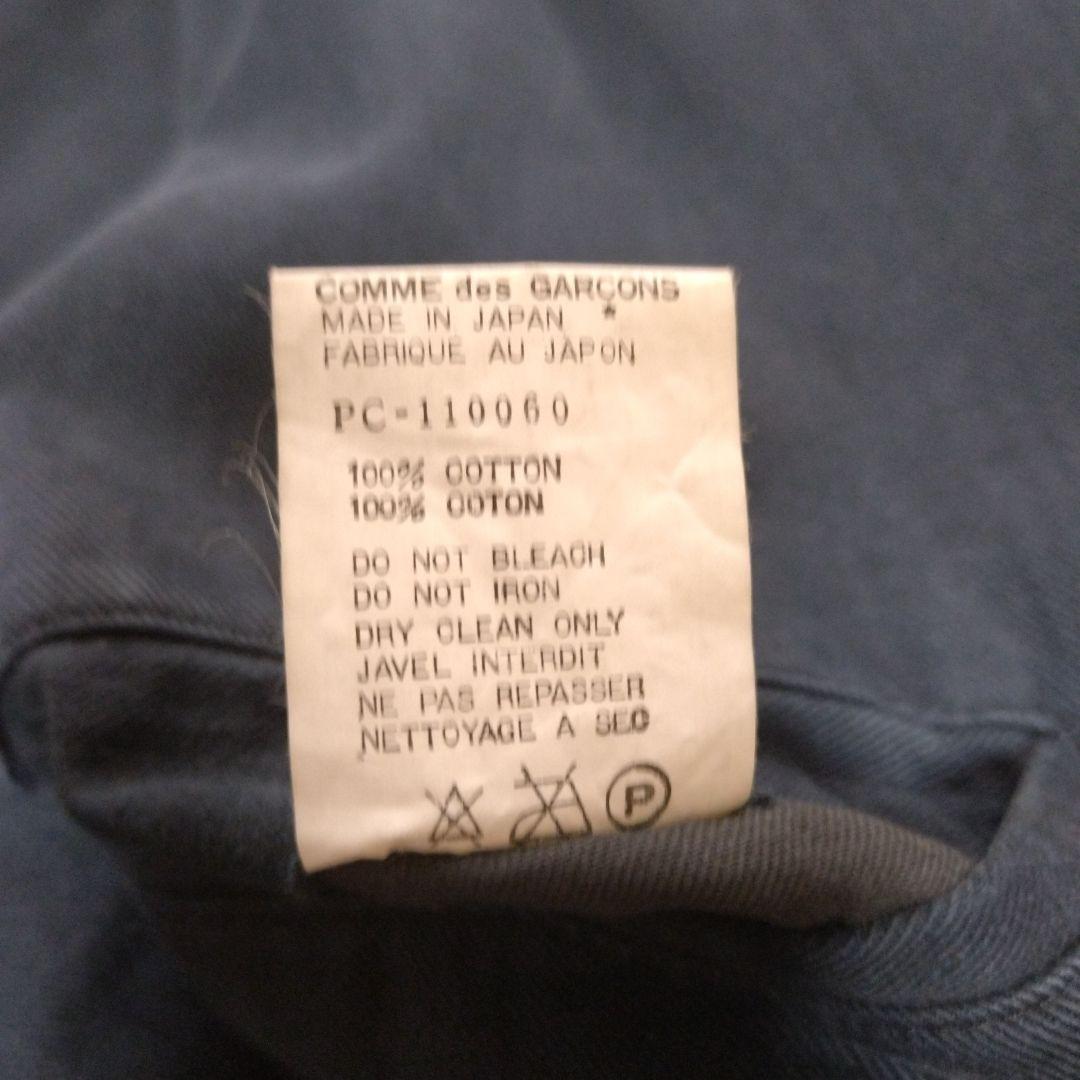 COMME des GARÇONS
MADE IN JAPAN *
FABRIQUE AU JAPON
PC-110060
100% COTTON
100% COTON
DO NOT BLEACH
DO NOT IRON
DRY CLEAN ONLY
JAVEL INTERDIT
NE PAS REPASSER
NETTOYAGE A SEC
P